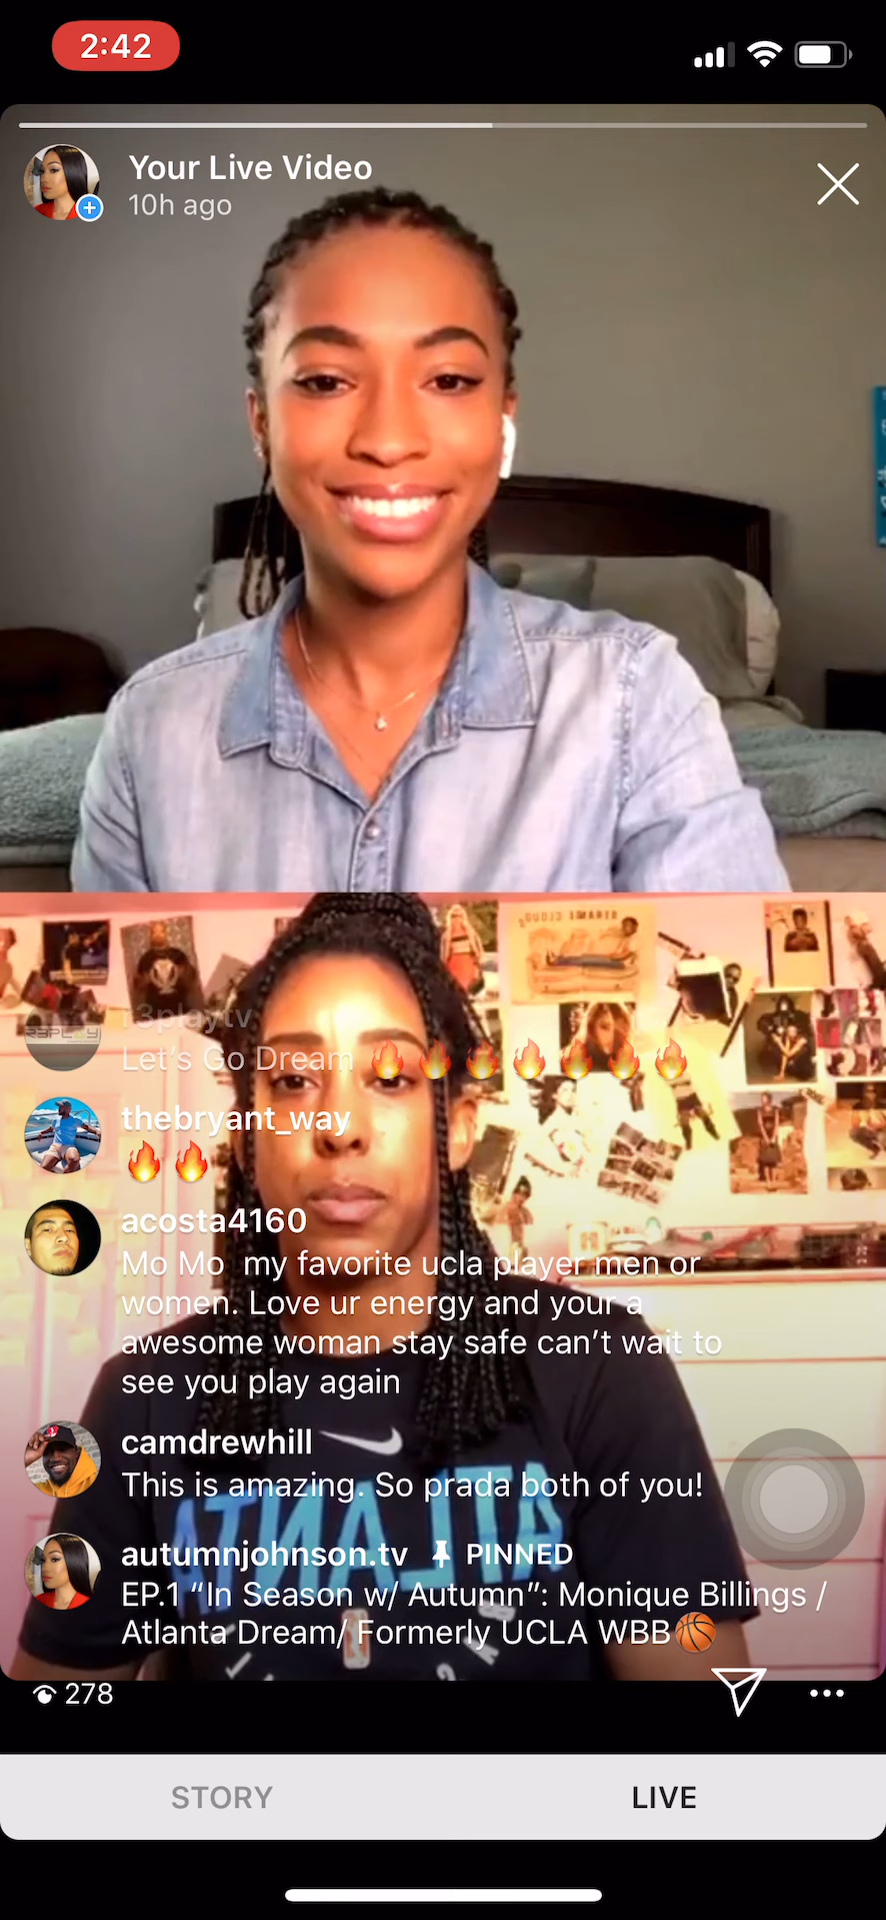 2:42
Your Live Video
10h ago
r3playtv
Let's Go Dream 🔥🔥🔥🔥🔥🔥🔥
thebryant_way
🔥🔥
acosta4160
Mo Mo  my favorite ucla player men or
women. Love ur energy and your a
awesome woman stay safe can't wait to
see you play again
camdrewhill
This is amazing. So prada both of you!
ATLANTA
autumnjohnson.tv PINNED
EP.1 “In Season w/ Autumn”: Monique Billings /
Atlanta Dream/ Formerly UCLA WBB🏀
278
STORY
LIVE